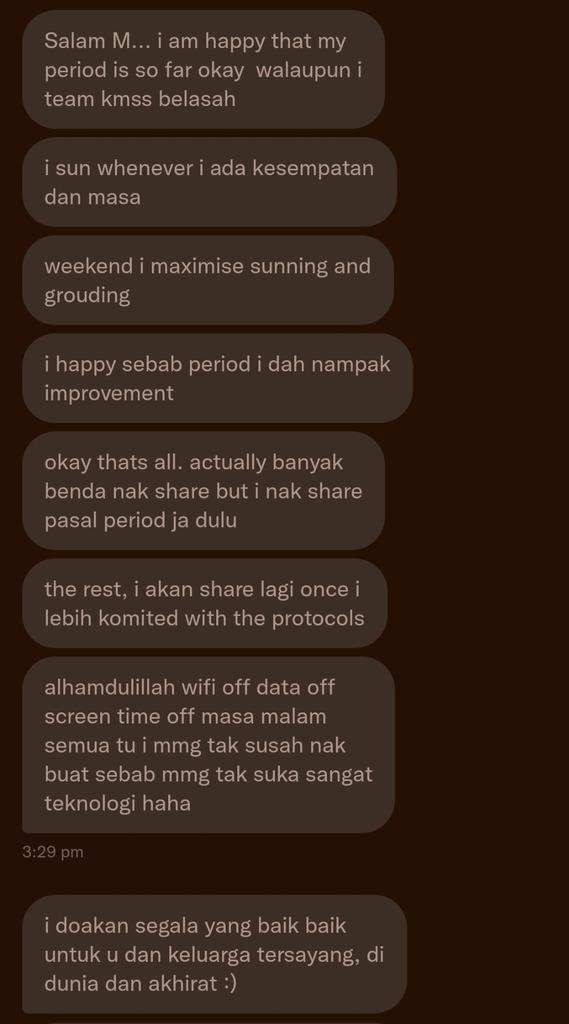 Salam M... i am happy that my
period is so far okay  walaupun i
team kmss belasah
i sun whenever i ada kesempatan
dan masa
weekend i maximise sunning and
grouding
i happy sebab period i dah nampak
improvement
okay thats all. actually banyak
benda nak share but i nak share
pasal period ja dulu
the rest, i akan share lagi once i
lebih komited with the protocols
alhamdulillah wifi off data off
screen time off masa malam
semua tu i mmg tak susah nak
buat sebab mmg tak suka sangat
teknologi haha
3:29 pm
i doakan segala yang baik baik
untuk u dan keluarga tersayang, di
dunia dan akhirat :)